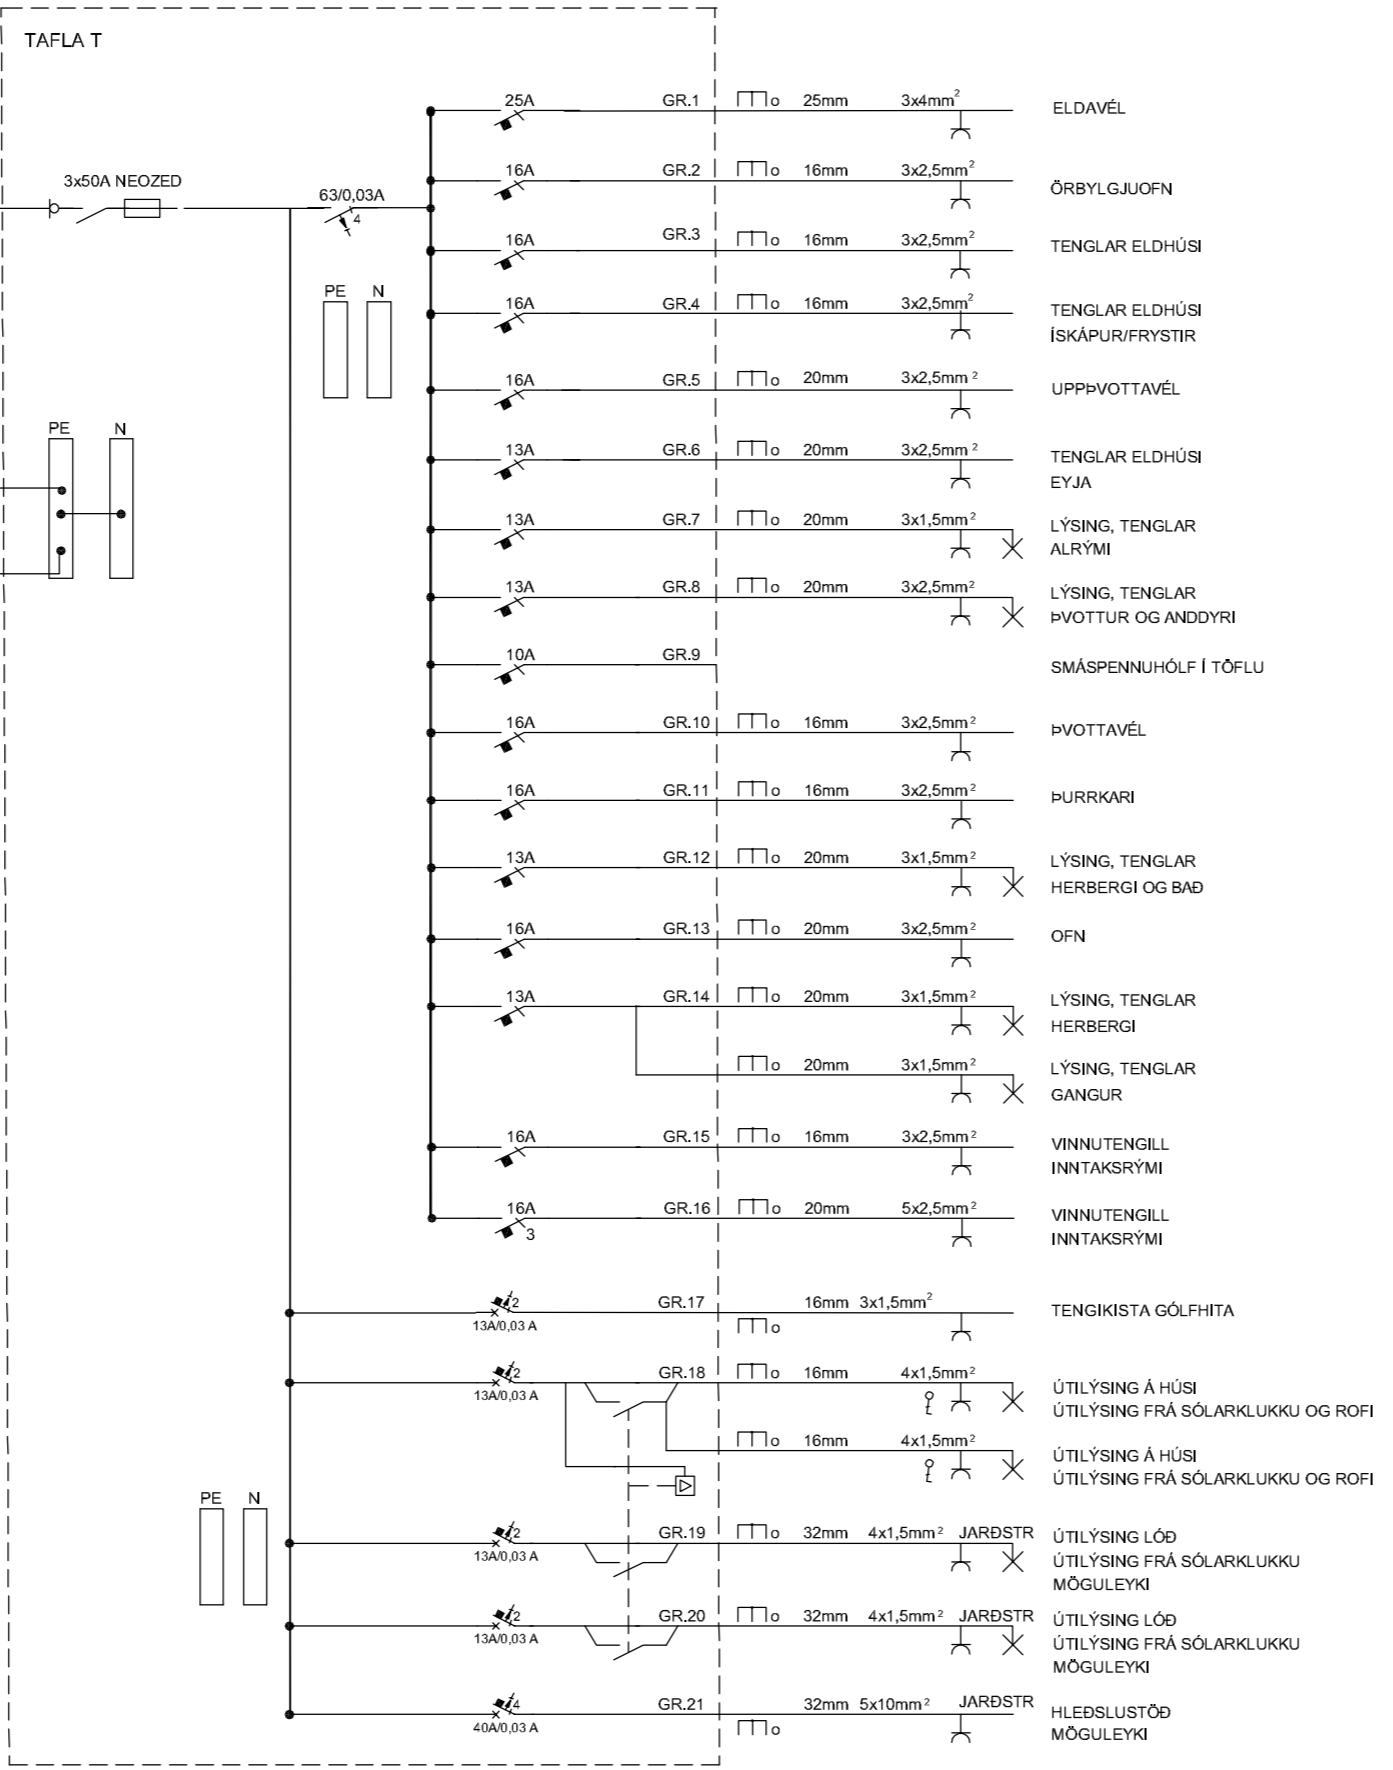 TAFLA T
3x50A NEOZED
63/0,03A
4
PE N
PE N
25A GR.1 o 25mm 3x4mm² ELDAVÉL
16A GR.2 o 16mm 3x2,5mm² ÖRBYLGJUOFN
16A GR.3 o 16mm 3x2,5mm² TENGLAR ELDHÚSI
16A GR.4 o 16mm 3x2,5mm² TENGLAR ELDHÚSI
ÍSKÁPUR/FRYSTIR
16A GR.5 o 20mm 3x2,5mm² UPPÞVOTTAVÉL
13A GR.6 o 20mm 3x2,5mm² TENGLAR ELDHÚSI
EYJA
13A GR.7 o 20mm 3x1,5mm² LÝSING, TENGLAR
ALRÝMI
13A GR.8 o 20mm 3x2,5mm² LÝSING, TENGLAR
ÞVOTTUR OG ANDDYRI
10A GR.9 SMÁSPENNUHÓLF Í TÖFLU
16A GR.10 o 16mm 3x2,5mm² ÞVOTTAVÉL
16A GR.11 o 16mm 3x2,5mm² ÞURRKARI
13A GR.12 o 20mm 3x1,5mm² LÝSING, TENGLAR
HERBERGI OG BAÐ
16A GR.13 o 20mm 3x2,5mm² OFN
13A GR.14 o 20mm 3x1,5mm² LÝSING, TENGLAR
HERBERGI
o 20mm 3x1,5mm² LÝSING, TENGLAR
GANGUR
16A GR.15 o 16mm 3x2,5mm² VINNUTENGILL
INNTAKSRÝMI
16A GR.16 o 20mm 5x2,5mm² VINNUTENGILL
3 INNTAKSRÝMI
2 GR.17 16mm 3x1,5mm² TENGIKISTA GÓLFHITA
13A/0,03 A o
2 GR.18 o 16mm 4x1,5mm² ÚTILÝSING Á HÚSI
13A/0,03 A ÚTILÝSING FRÁ SÓLARKLUKKU OG ROFI
o 16mm 4x1,5mm² ÚTILÝSING Á HÚSI
ÚTILÝSING FRÁ SÓLARKLUKKU OG ROFI
PE N
2 GR.19 o 32mm 4x1,5mm² JARÐSTR ÚTILÝSING LÓÐ
13A/0,03 A ÚTILÝSING FRÁ SÓLARKLUKKU
MÖGULEYKI
2 GR.20 o 32mm 4x1,5mm² JARÐSTR ÚTILÝSING LÓÐ
13A/0,03 A ÚTILÝSING FRÁ SÓLARKLUKKU
MÖGULEYKI
4 GR.21 32mm 5x10mm² JARÐSTR HLEÐSLUSTÖÐ
40A/0,03 A o MÖGULEYKI